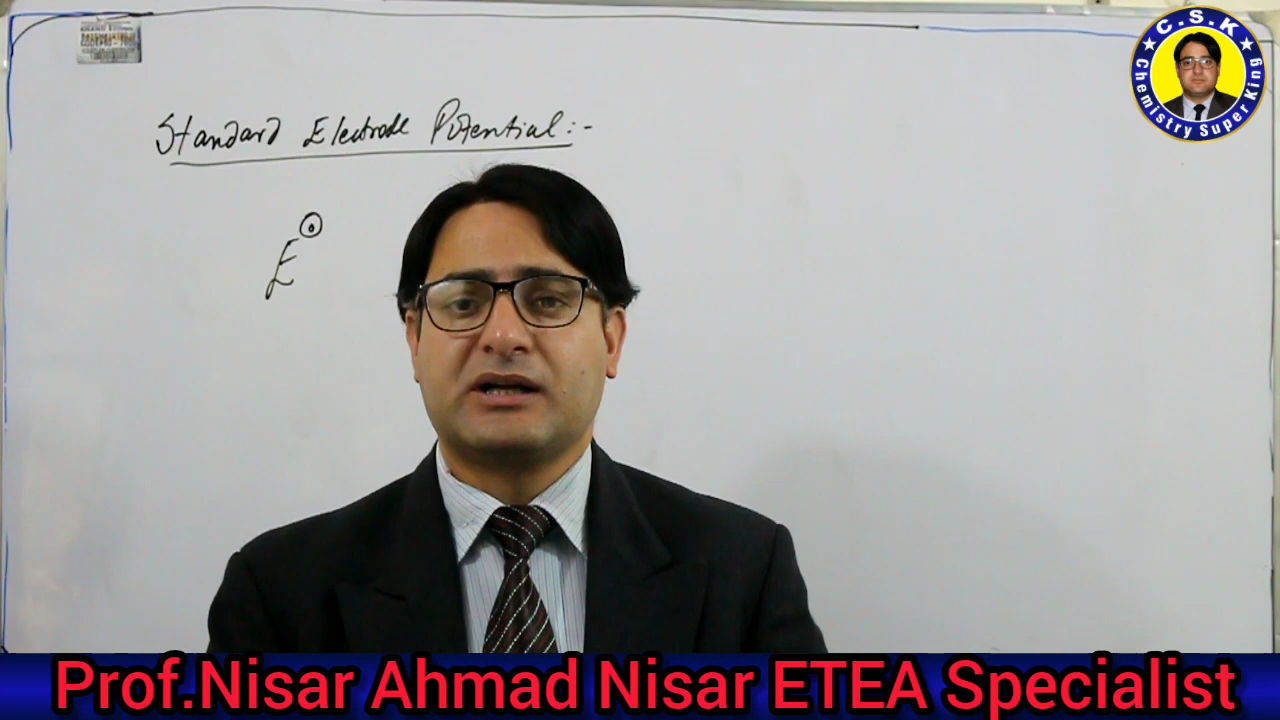 C.S.K
Chemistry Super King
Standard Electrode Potential:-
E⊙
Prof.Nisar Ahmad Nisar ETEA Specialist